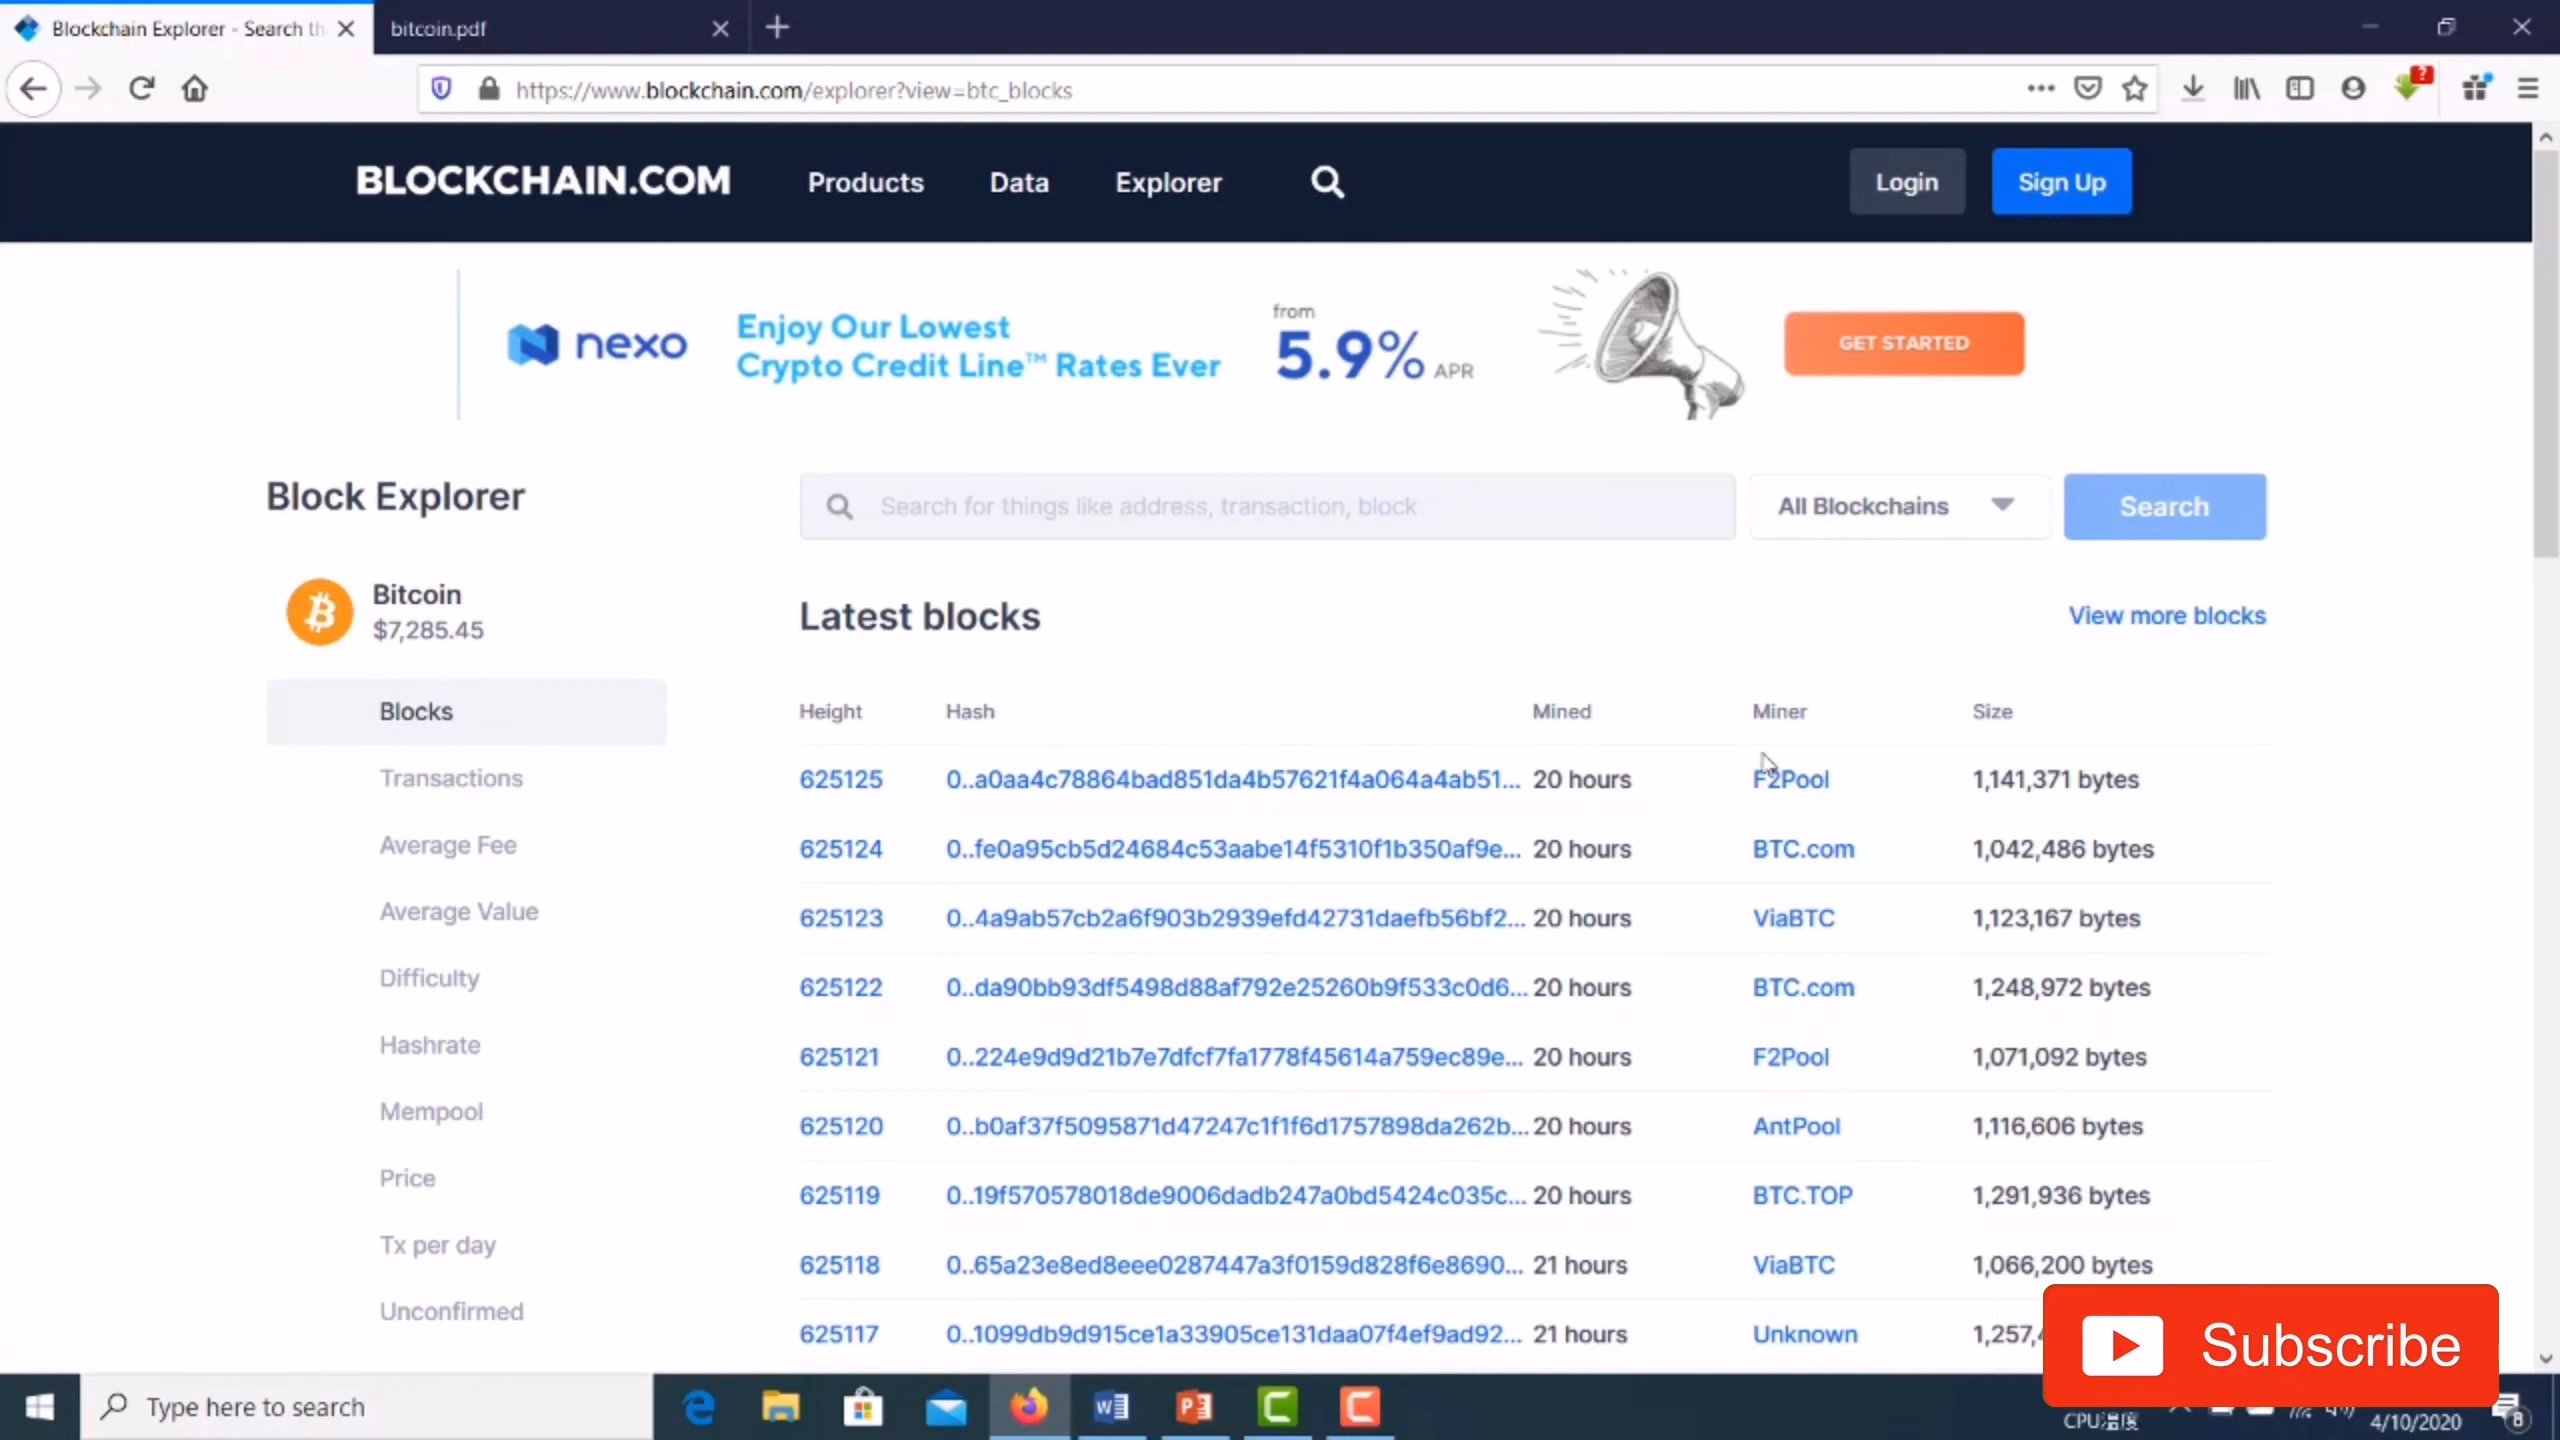 Blockchain Explorer - Search th
bitcoin.pdf
https://www.blockchain.com/explorer?view=btc_blocks
BLOCKCHAIN.COM
Products
Data
Explorer
Login
Sign Up
nexo
Enjoy Our Lowest
Crypto Credit Line™ Rates Ever
from
5.9% APR
GET STARTED
Block Explorer
Search for things like address, transaction, block
All Blockchains
Search
Bitcoin
$7,285.45
Latest blocks
View more blocks
Blocks
Transactions
Average Fee
Average Value
Difficulty
Hashrate
Mempool
Price
Tx per day
Unconfirmed
Height Hash Mined Miner Size
625125 0..a0aa4c78864bad851da4b57621f4a064a4ab51... 20 hours F2Pool 1,141,371 bytes
625124 0..fe0a95cb5d24684c53aabe14f5310f1b350af9e... 20 hours BTC.com 1,042,486 bytes
625123 0..4a9ab57cb2a6f903b2939efd42731daefb56bf2... 20 hours ViaBTC 1,123,167 bytes
625122 0..da90bb93df5498d88af792e25260b9f533c0d6... 20 hours BTC.com 1,248,972 bytes
625121 0..224e9d9d21b7e7dfcf7fa1778f45614a759ec89e... 20 hours F2Pool 1,071,092 bytes
625120 0..b0af37f5095871d47247c1f1f6d1757898da262b... 20 hours AntPool 1,116,606 bytes
625119 0..19f570578018de9006dadb247a0bd5424c035c... 20 hours BTC.TOP 1,291,936 bytes
625118 0..65a23e8ed8eee0287447a3f0159d828f6e8690... 21 hours ViaBTC 1,066,200 bytes
625117 0..1099db9d915ce1a33905ce131daa07f4ef9ad92... 21 hours Unknown 1,257,
Subscribe
Type here to search
CPU温度
4/10/2020
8